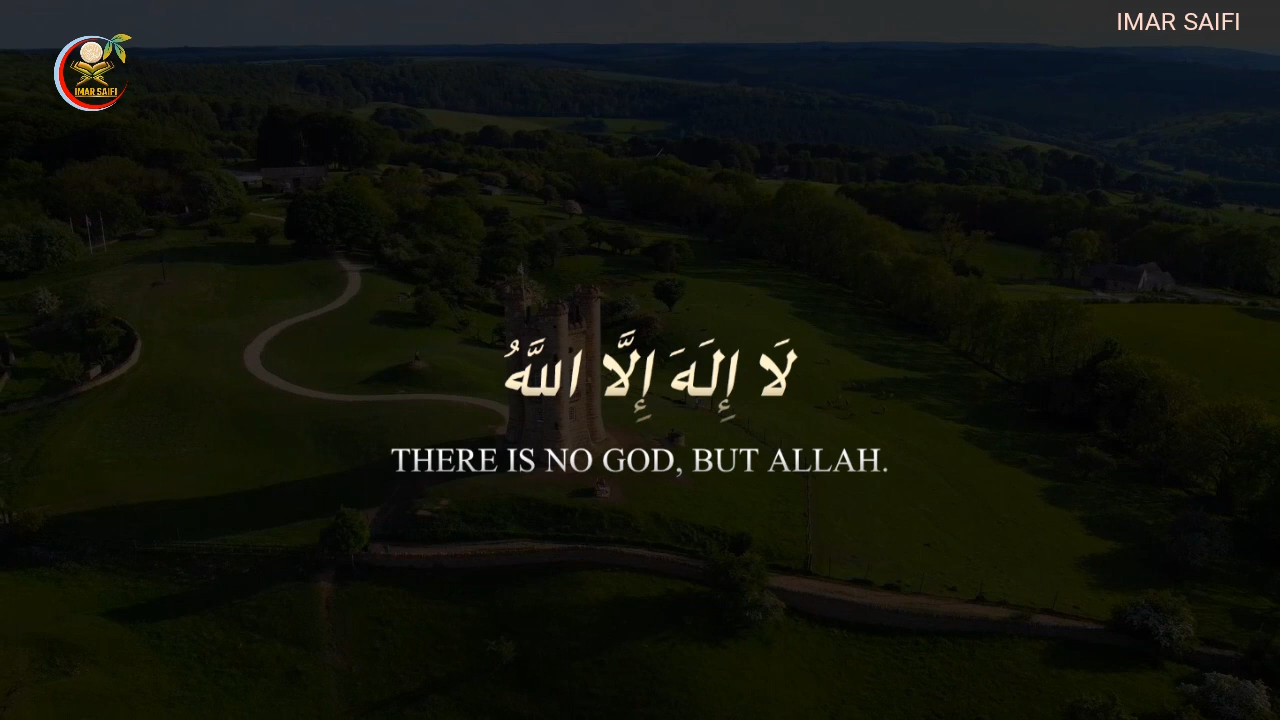 IMAR SAIFI
IMAR SAIFI
لَا إِلَهَ إِلَّا اللَّهُ
THERE IS NO GOD, BUT ALLAH.